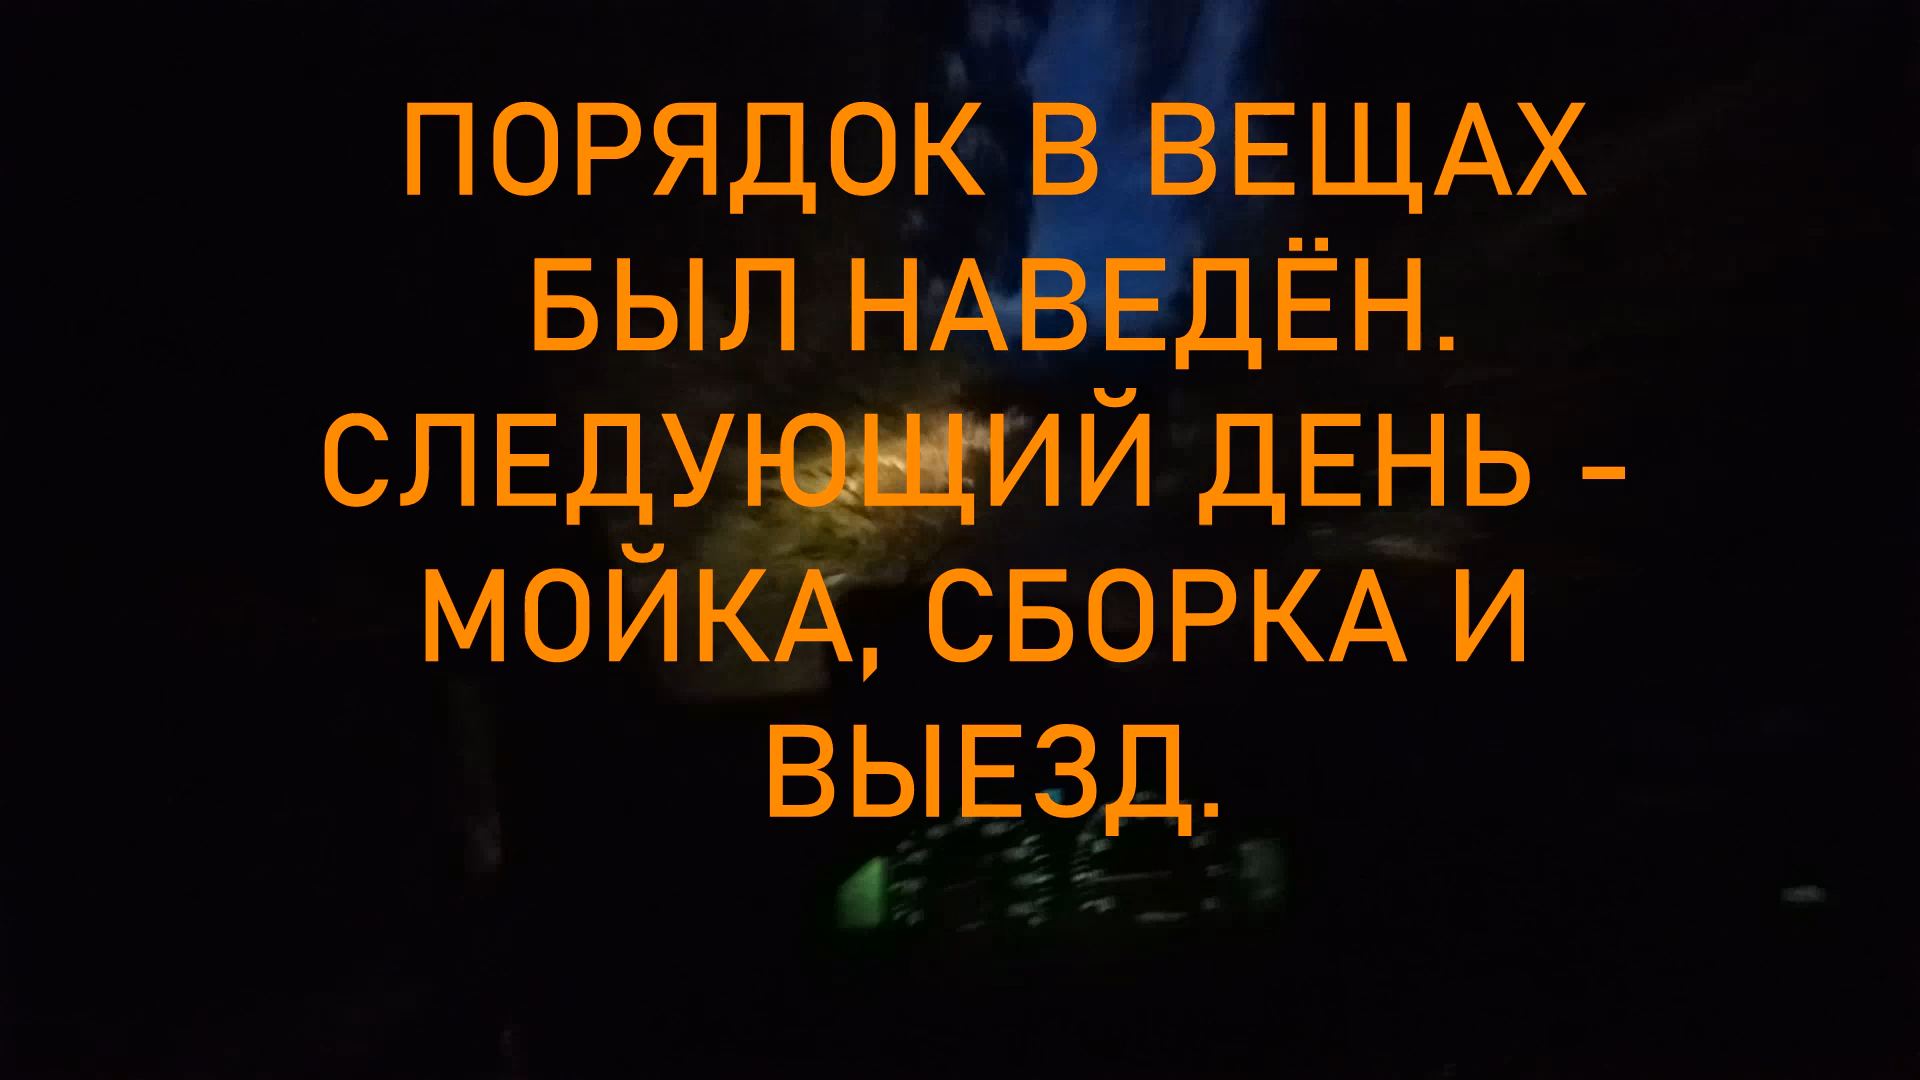 ПОРЯДОК В ВЕЩАХ
БЫЛ НАВЕДЁН.
СЛЕДУЮЩИЙ ДЕНЬ -
МОЙКА, СБОРКА И
ВЫЕЗД.